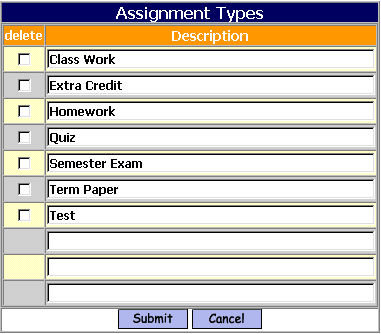 Assignment Types
delete Description
Class Work
Extra Credit
Homework
Quiz
Semester Exam
Term Paper
Test
Submit Cancel